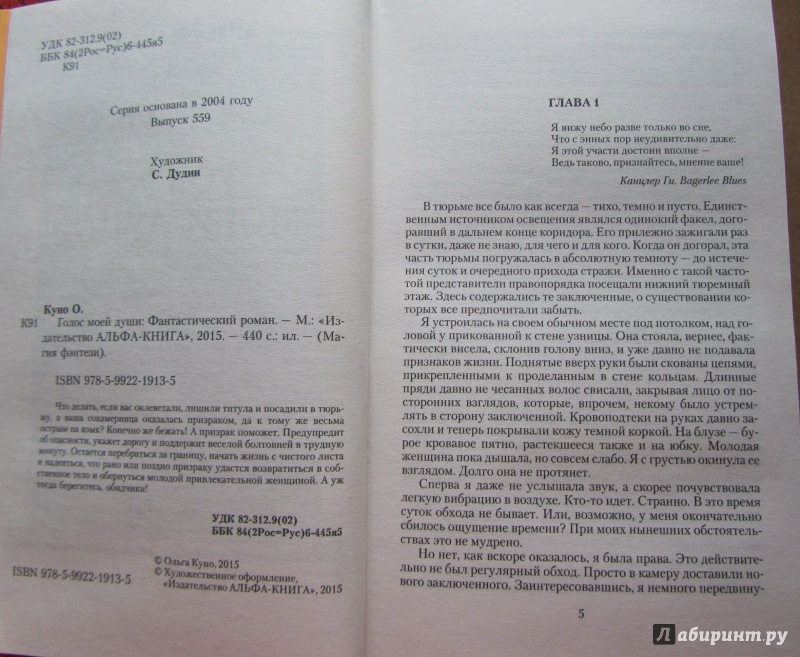 УДК 82-312.9(02)
ББК 84(2Рос=Рус)6-445я5
К91
Серия основана в 2004 году
Выпуск 559
Художник
С. Дудин
Куно О.
К91 Голос моей души: Фантастический роман. — М.: «Из-
дательство АЛЬФА-КНИГА», 2015. — 440 с.: ил. — (Ма-
гия фэнтези).
ISBN 978-5-9922-1913-5
Что делать, если вас оклеветали, лишили титула и посадили в тюрь-
му, а ваша сокамерница оказалась призраком, да к тому же весьма
острым на язык? Конечно же бежать! А призрак поможет. Предупредит
об опасности, укажет дорогу и поддержит веселой болтовней в трудную
минуту. Остается перебраться за границу, начать жизнь с чистого листа
и надеяться, что рано или поздно призраку удастся возвратиться в соб-
ственное тело и обернуться молодой привлекательной женщиной. А уж
тогда берегитесь, обидчики!
УДК 82-312.9(02)
ББК 84(2Рос=Рус)6-445я5
ISBN 978-5-9922-1913-5
© Ольга Куно, 2015
© Художественное оформление,
«Издательство АЛЬФА-КНИГА», 2015
ГЛАВА 1
Я вижу небо разве только во сне,
Что с энных пор неудивительно даже:
Я этой участи достоин вполне —
Ведь таково, признайтесь, мнение ваше!
Канцлер Ги. Bagerlee Blues
В тюрьме все было как всегда — тихо, темно и пусто. Единст-
венным источником освещения являлся одинокий факел, дого-
равший в дальнем конце коридора. Его прилежно зажигали раз
в сутки, даже не знаю, для чего и для кого. Когда он догорал, эта
часть тюрьмы погружалась в абсолютную темноту — до истече-
ния суток и очередного прихода стражи. Именно с такой часто-
той представители правопорядка посещали нижний тюремный
этаж. Здесь содержались те заключенные, о существовании ко-
торых все предпочитали забыть.
Я устроилась на своем обычном месте под потолком, над го-
ловой у прикованной к стене узницы. Она стояла, вернее, фак-
тически висела, склонив голову вниз, и уже давно не подавала
признаков жизни. Поднятые вверх руки были скованы цепями,
прикрепленными к проделанным в стене кольцам. Длинные
пряди давно не чесанных волос свисали, закрывая лицо от по-
сторонних взглядов, которые, впрочем, некому было устрем-
лять в сторону заключенной. Кровоподтеки на руках давно за-
сохли и теперь покрывали кожу темной коркой. На блузе — бу-
рое кровавое пятно, растекшееся также и на юбку. Молодая
женщина пока дышала, но совсем слабо. Я с грустью окинула ее
взглядом. Долго она не протянет.
Сперва я даже не услышала звук, а скорее почувствовала
легкую вибрацию в воздухе. Кто-то идет. Странно. В это время
суток обхода не бывает. Или, возможно, у меня окончательно
сбилось ощущение времени? При моих нынешних обстоятель-
ствах это не мудрено.
Но нет, как вскоре оказалось, я была права. Это действитель-
но не был регулярный обход. Просто в камеру доставили но-
вого заключенного. Заинтересовавшись, я немного передвину-
5
Лабиринт.ру